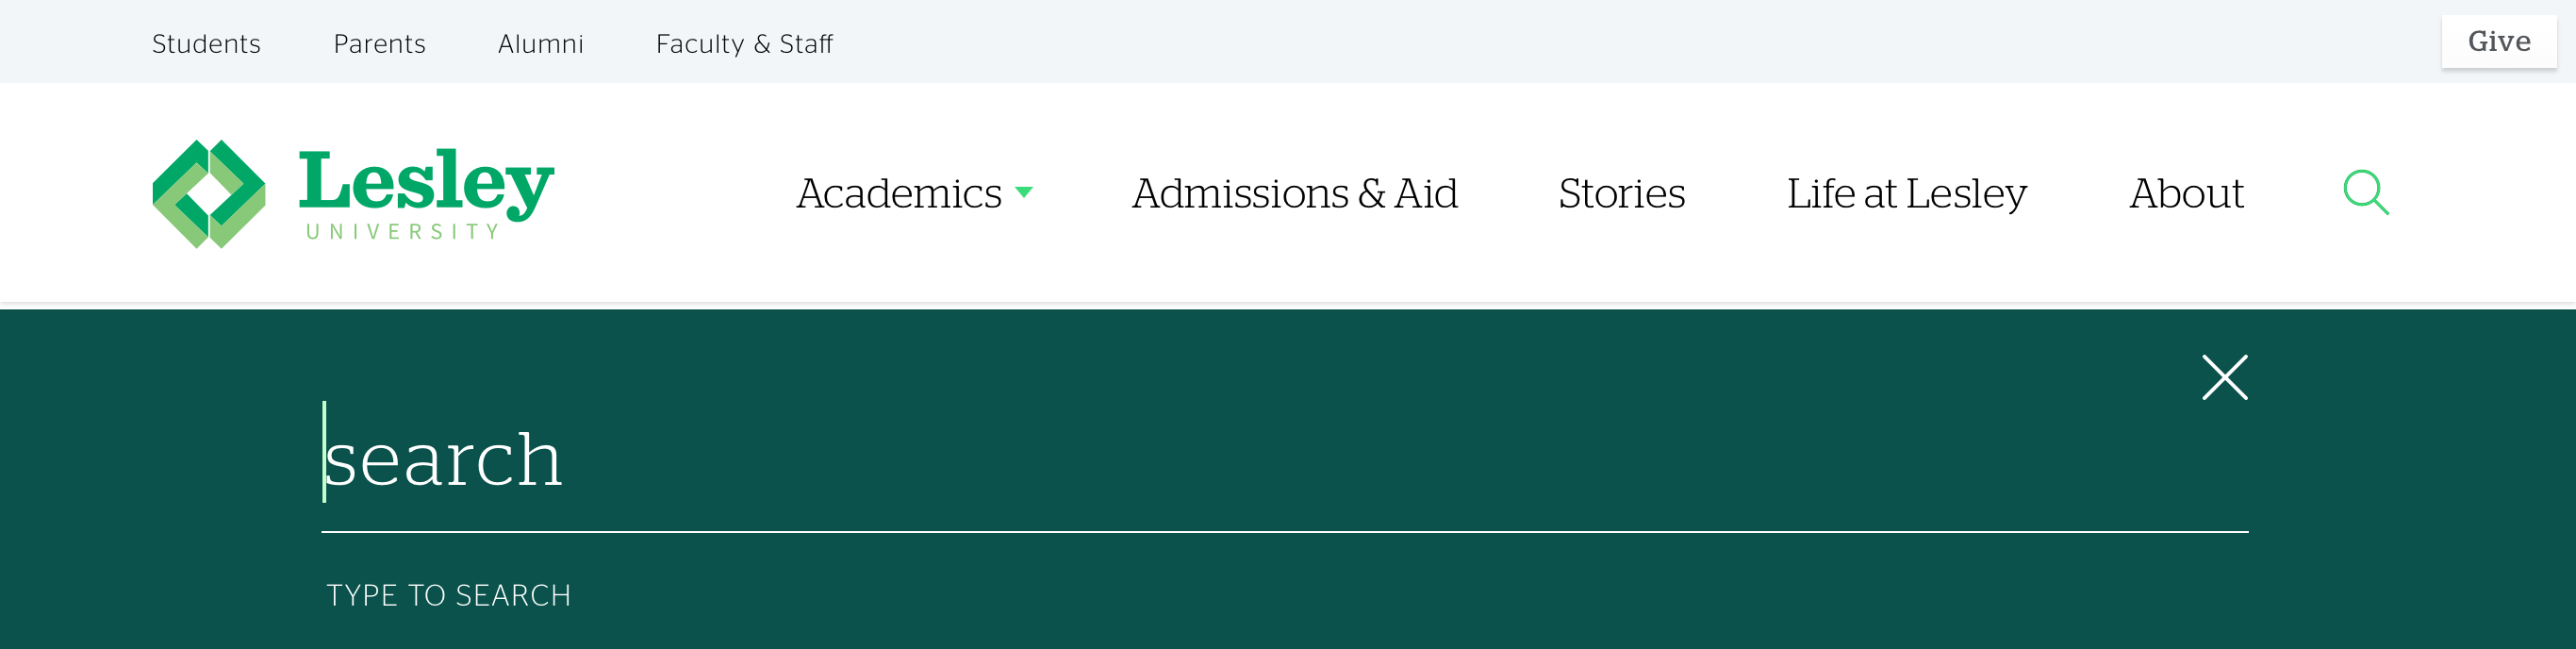 Students Parents Alumni Faculty & Staff Give
Lesley
UNIVERSITY
Academics Admissions & Aid Stories Life at Lesley About
search
TYPE TO SEARCH